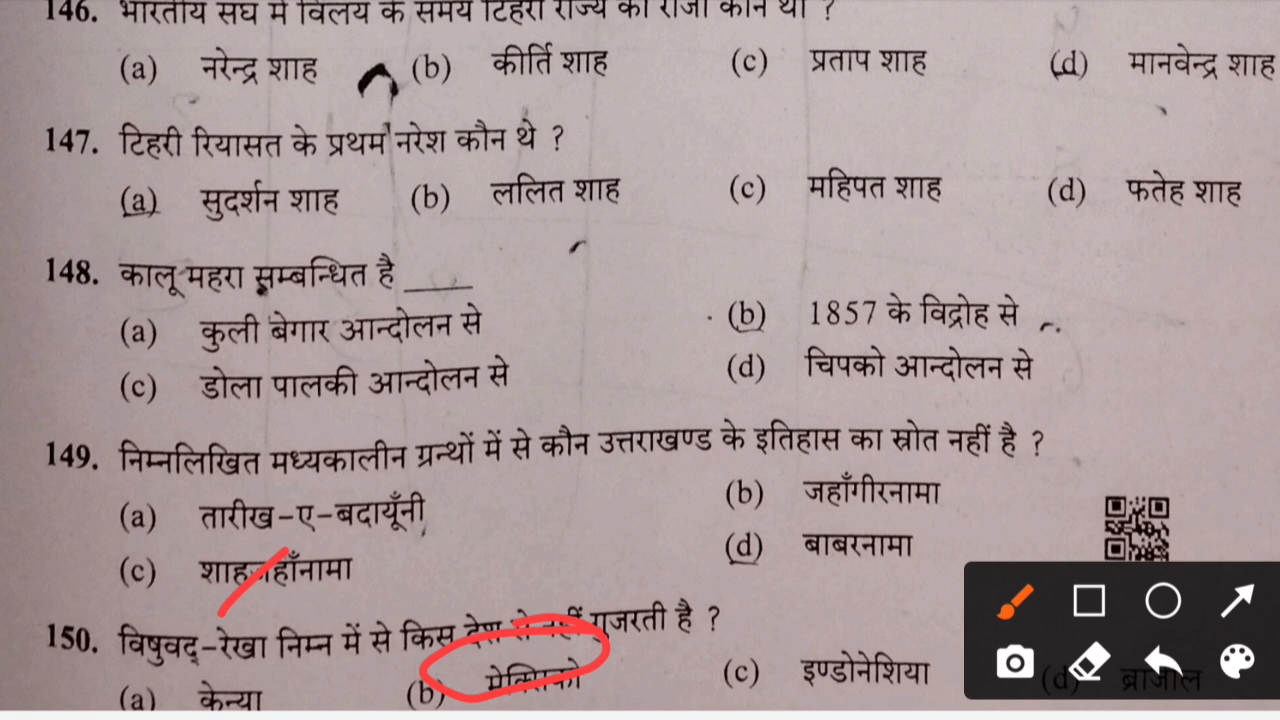 146. भारतीय संघ में विलय के समय टिहरी राज्य का राजा कौन था ?
(a) नरेन्द्र शाह (b) कीर्ति शाह (c) प्रताप शाह (d) मानवेन्द्र शाह
147. टिहरी रियासत के प्रथम नरेश कौन थे ?
(a) सुदर्शन शाह (b) ललित शाह (c) महिपत शाह (d) फतेह शाह
148. कालू महरा सम्बन्धित है ____
(a) कुली बेगार आन्दोलन से (b) 1857 के विद्रोह से
(c) डोला पालकी आन्दोलन से (d) चिपको आन्दोलन से
149. निम्नलिखित मध्यकालीन ग्रन्थों में से कौन उत्तराखण्ड के इतिहास का स्रोत नहीं है ?
(a) तारीख-ए-बदायूँनी (b) जहाँगीरनामा
(c) शाहजहाँनामा (d) बाबरनामा
150. विषुवद्-रेखा निम्न में से किस देश से नहीं गुजरती है ?
(a) केन्या (b) मेक्सिको (c) इण्डोनेशिया (d) ब्राजील